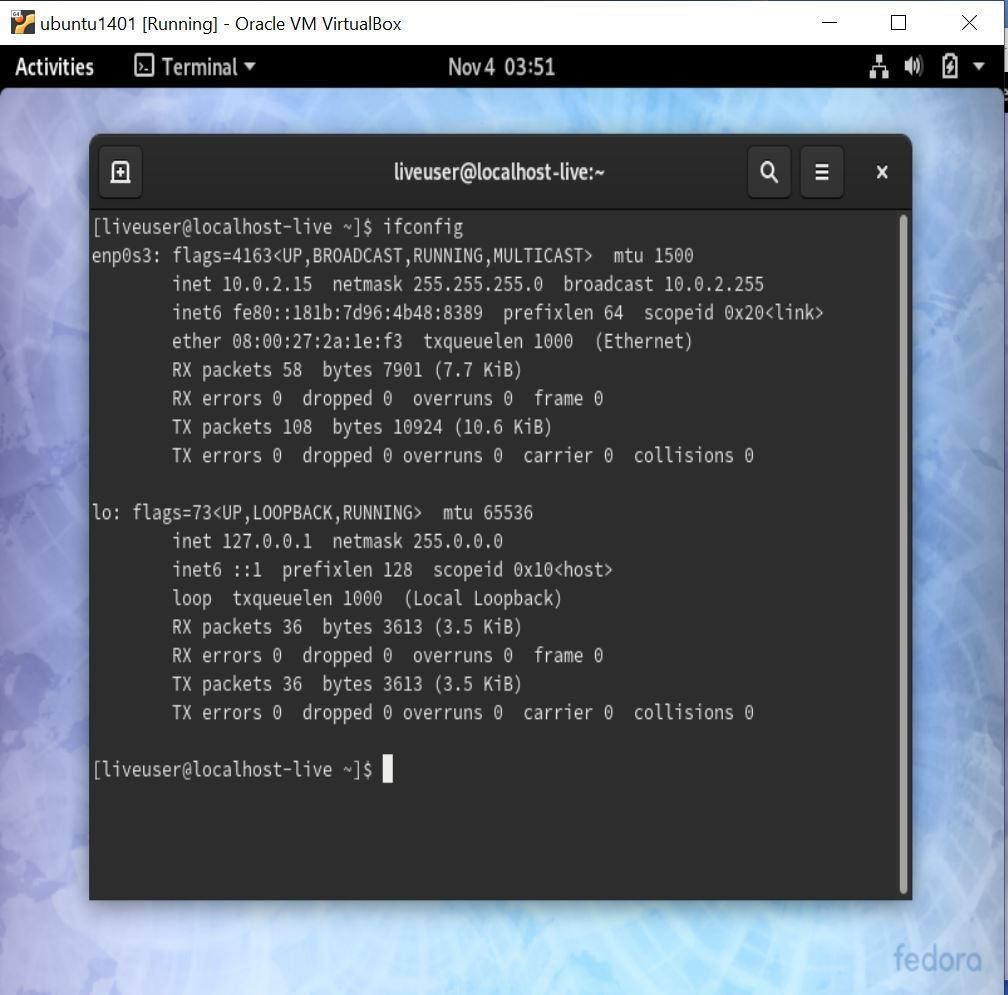 ubuntu1401 [Running] - Oracle VM VirtualBox
Activities Terminal Nov 4 03:51
liveuser@localhost-live:~
[liveuser@localhost-live ~]$ ifconfig
enp0s3: flags=4163<UP,BROADCAST,RUNNING,MULTICAST>  mtu 1500
        inet 10.0.2.15  netmask 255.255.255.0  broadcast 10.0.2.255
        inet6 fe80::181b:7d96:4b48:8389  prefixlen 64  scopeid 0x20<link>
        ether 08:00:27:2a:1e:f3  txqueuelen 1000  (Ethernet)
        RX packets 58  bytes 7901 (7.7 KiB)
        RX errors 0  dropped 0  overruns 0  frame 0
        TX packets 108  bytes 10924 (10.6 KiB)
        TX errors 0  dropped 0 overruns 0  carrier 0  collisions 0

lo: flags=73<UP,LOOPBACK,RUNNING>  mtu 65536
        inet 127.0.0.1  netmask 255.0.0.0
        inet6 ::1  prefixlen 128  scopeid 0x10<host>
        loop  txqueuelen 1000  (Local Loopback)
        RX packets 36  bytes 3613 (3.5 KiB)
        RX errors 0  dropped 0  overruns 0  frame 0
        TX packets 36  bytes 3613 (3.5 KiB)
        TX errors 0  dropped 0 overruns 0  carrier 0  collisions 0

[liveuser@localhost-live ~]$
fedora